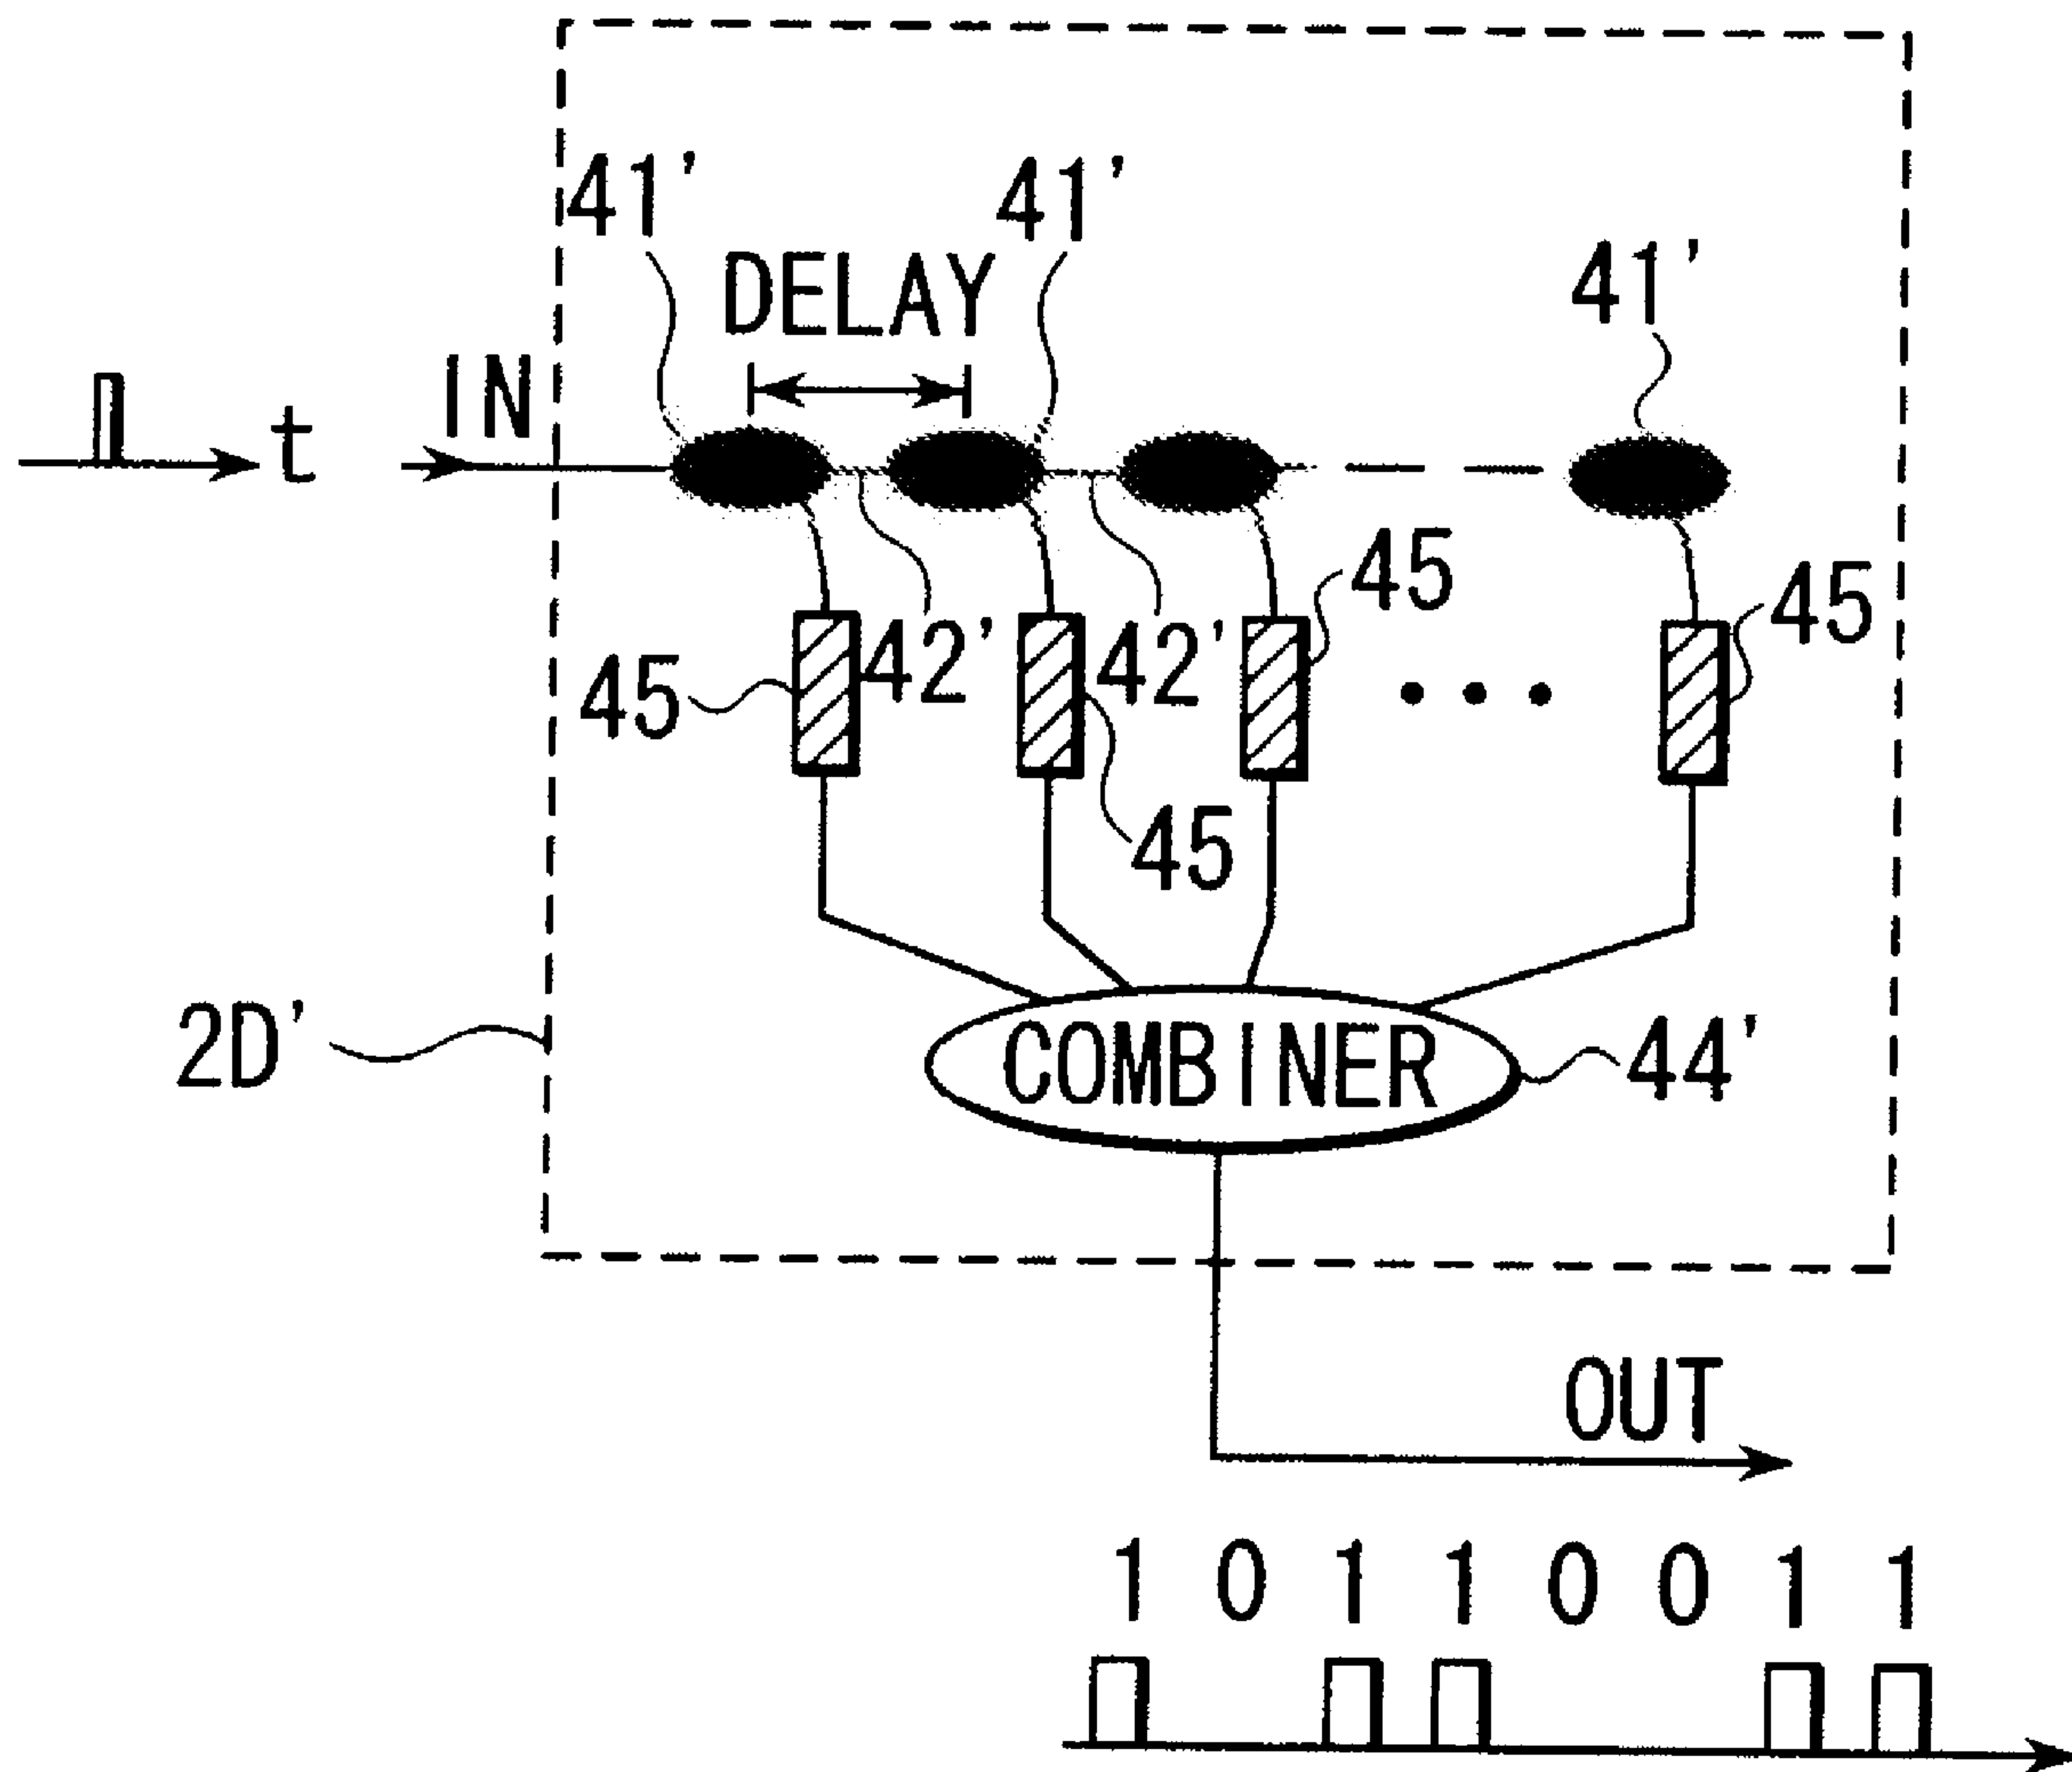 41' 41'
DELAY 41'
IN
t
45 45
42' 42'
45
45
2D' COMBINER 44'
OUT
1 0 1 1 0 0 1 1